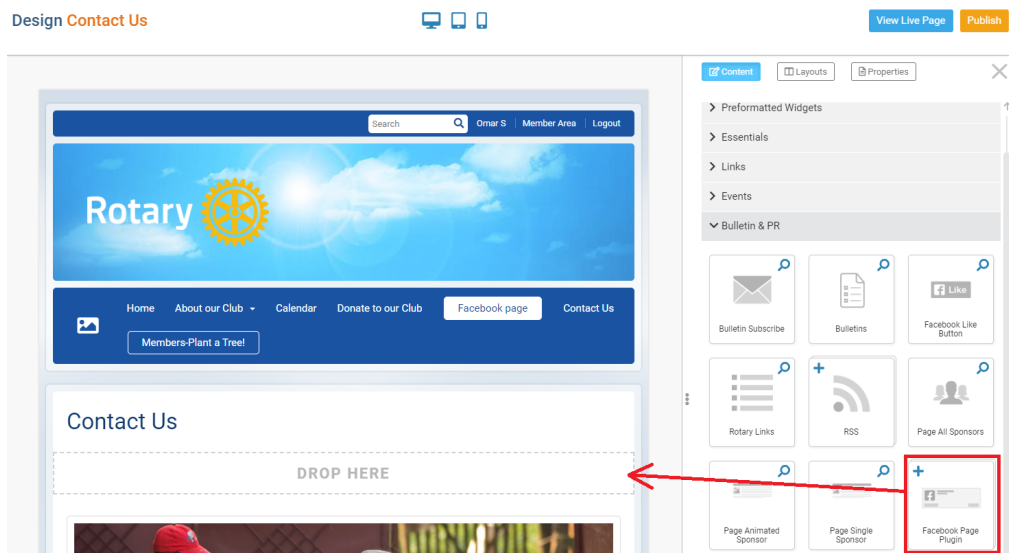 Design Contact Us
View Live Page
Publish
Content
Layouts
Properties
Search
Omar S
Member Area
Logout
Rotary
Home
About our Club
Calendar
Donate to our Club
Facebook page
Contact Us
Members-Plant a Tree!
Contact Us
DROP HERE
Preformatted Widgets
Essentials
Links
Events
Bulletin & PR
Bulletin Subscribe
Bulletins
Like
Facebook Like
Button
Rotary Links
RSS
Page All Sponsors
Page Animated
Sponsor
Page Single
Sponsor
Facebook Page
Plugin